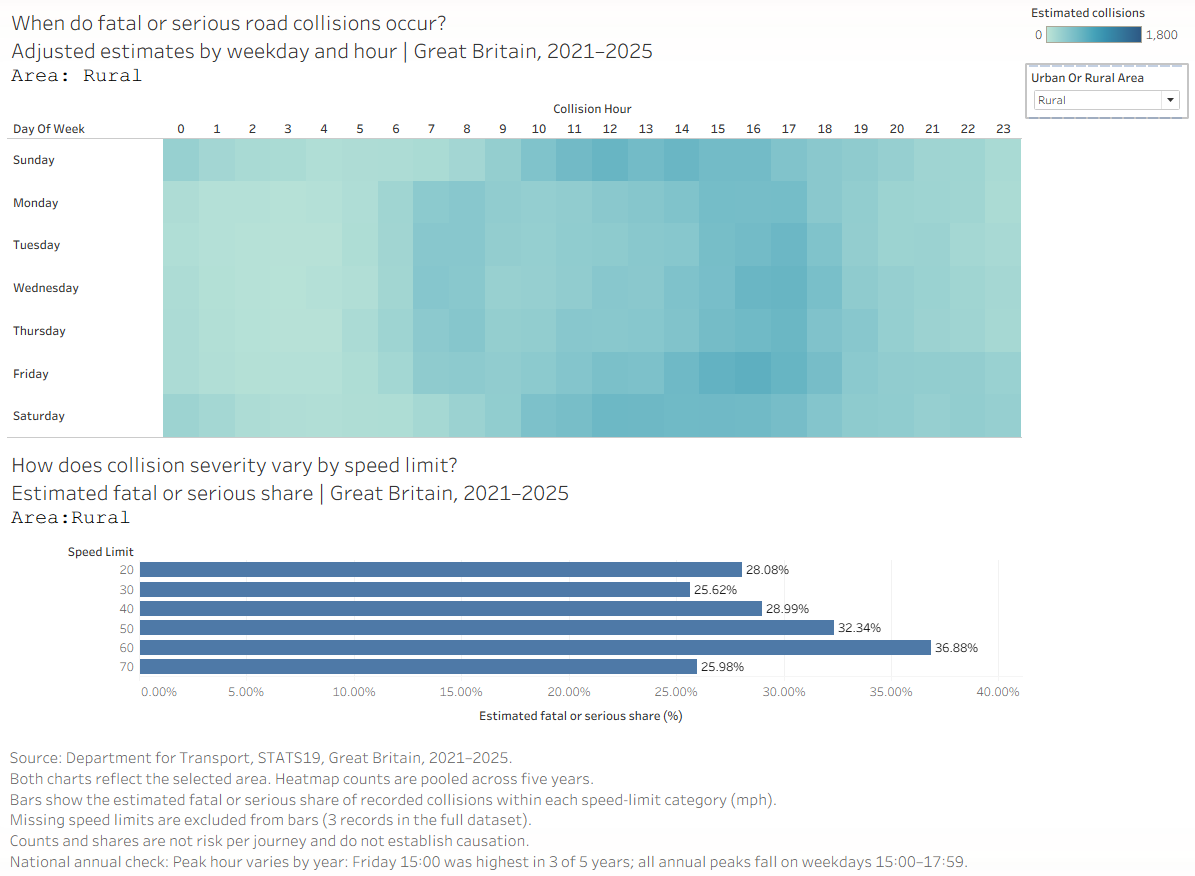 When do fatal or serious road collisions occur?
Adjusted estimates by weekday and hour | Great Britain, 2021–2025
Area: Rural
Estimated collisions
0 1,800
Urban Or Rural Area
Rural
Collision Hour
Day Of Week 0 1 2 3 4 5 6 7 8 9 10 11 12 13 14 15 16 17 18 19 20 21 22 23
Sunday
Monday
Tuesday
Wednesday
Thursday
Friday
Saturday
How does collision severity vary by speed limit?
Estimated fatal or serious share | Great Britain, 2021–2025
Area:Rural
Speed Limit
20 28.08%
30 25.62%
40 28.99%
50 32.34%
60 36.88%
70 25.98%
0.00% 5.00% 10.00% 15.00% 20.00% 25.00% 30.00% 35.00% 40.00%
Estimated fatal or serious share (%)
Source: Department for Transport, STATS19, Great Britain, 2021–2025.
Both charts reflect the selected area. Heatmap counts are pooled across five years.
Bars show the estimated fatal or serious share of recorded collisions within each speed-limit category (mph).
Missing speed limits are excluded from bars (3 records in the full dataset).
Counts and shares are not risk per journey and do not establish causation.
National annual check: Peak hour varies by year: Friday 15:00 was highest in 3 of 5 years; all annual peaks fall on weekdays 15:00–17:59.